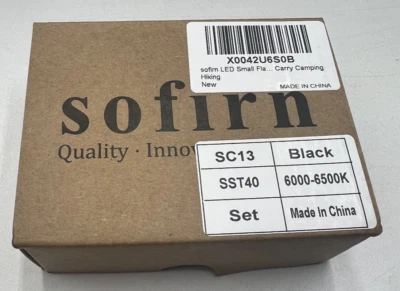 X0042U6S0B
sofirn LED Small Fla... Carry Camping
Hiking
New
MADE IN CHINA
sofirn
Quality · Innov
SC13 Black
SST40 6000-6500K
Set Made In China